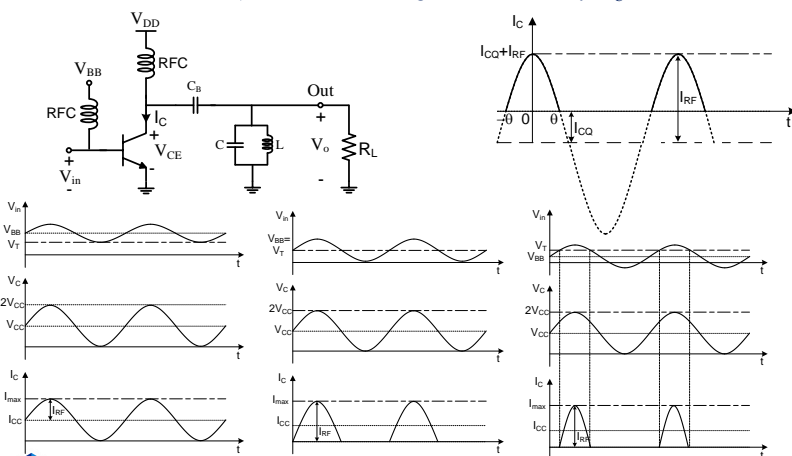 V_DD
RFC
V_BB
RFC
C_B
Out
I_C
+
V_CE
-
+
V_in
-
C
L
+
V_o
-
R_L
I_C
I_CQ+I_RF
I_RF
I_CQ
-θ 0 θ
t
V_in
V_BB
V_T
t
V_C
2V_CC
V_CC
t
I_C
I_max
I_CC
I_RF
t
V_in
V_BB=
V_T
t
V_C
2V_CC
V_CC
t
I_C
I_max
I_CC
I_RF
t
V_in
V_T
V_BB
t
V_C
2V_CC
V_CC
t
I_C
I_max
I_CC
I_RF
t